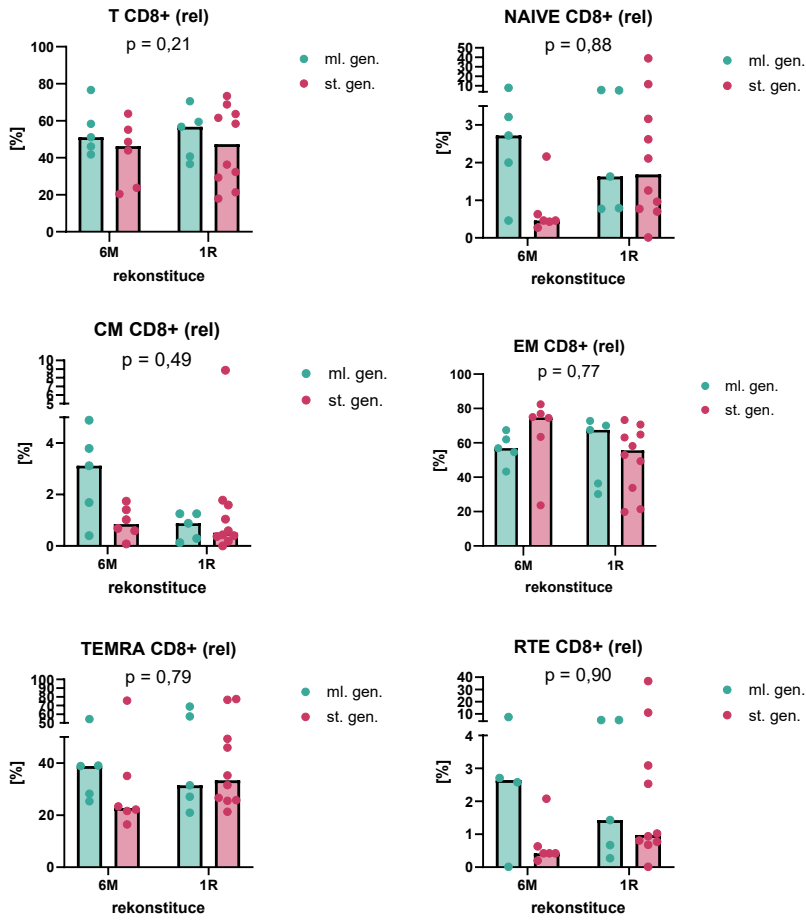 T CD8+ (rel)
p = 0,21
100
80
60
40
20
0
[%]
6M
1R
rekonstituce
ml. gen.
st. gen.
NAIVE CD8+ (rel)
p = 0,88
50
40
30
20
10
3
2
1
0
[%]
6M
1R
rekonstituce
ml. gen.
st. gen.
CM CD8+ (rel)
p = 0,49
10
9
8
7
6
5
4
2
0
[%]
6M
1R
rekonstituce
ml. gen.
st. gen.
EM CD8+ (rel)
p = 0,77
100
80
60
40
20
0
[%]
6M
1R
rekonstituce
ml. gen.
st. gen.
TEMRA CD8+ (rel)
p = 0,79
100
90
80
70
60
50
40
20
0
[%]
6M
1R
rekonstituce
ml. gen.
st. gen.
RTE CD8+ (rel)
p = 0,90
40
30
20
10
4
3
2
1
0
[%]
6M
1R
rekonstituce
ml. gen.
st. gen.